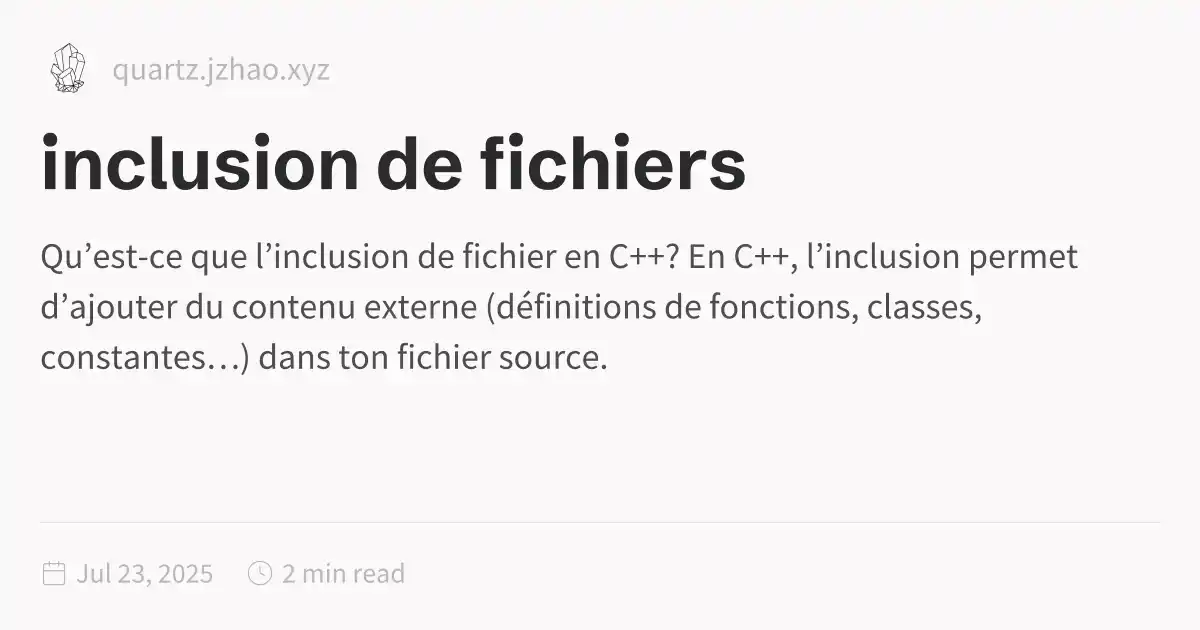 quartz.jzhao.xyz
inclusion de fichiers
Qu’est-ce que l’inclusion de fichier en C++? En C++, l’inclusion permet
d’ajouter du contenu externe (définitions de fonctions, classes,
constantes…) dans ton fichier source.
Jul 23, 2025 2 min read